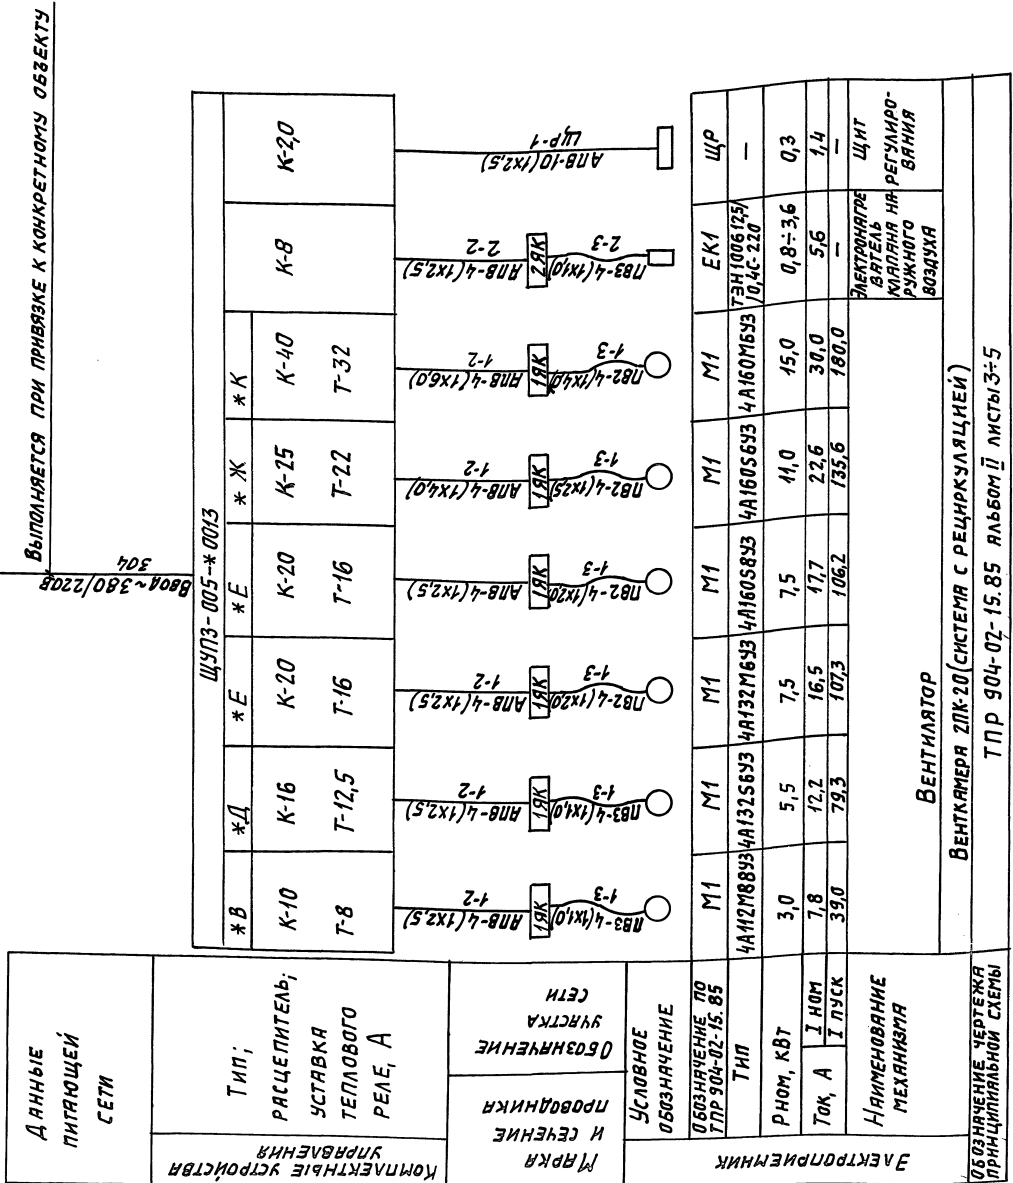 Данные
питающей
сети
Выполняется при привязке к конкретному объекту
Ввод ~ 380/220В
304
Комплектные устройства
управления
Тип;
расцепитель;
уставка
теплового
реле, А
ЩУПЗ-005-*0013
*В
*Д
*Е
*Е
*Ж
*К
К-10
К-16
К-20
К-20
К-25
К-40
К-8
К-2,0
Т-8
Т-12,5
Т-16
Т-16
Т-22
Т-32
Марка
и сечение
проводника
Обозначение
участка
сети
1-2
АПВ-4(1х2,5)
1ЯК
1-3
ПВ3-4(1х1,0)
1-2
АПВ-4(1х2,5)
1ЯК
1-3
ПВ3-4(1х1,0)
1-2
АПВ-4(1х2,5)
1ЯК
1-3
ПВ2-4(1х2,0)
1-2
АПВ-4(1х2,5)
1ЯК
1-3
ПВ2-4(1х2,0)
1-2
АПВ-4(1х4,0)
1ЯК
1-3
ПВ2-4(1х2,5)
1-2
АПВ-4(1х6,0)
1ЯК
1-3
ПВ2-4(1х4,0)
2-2
АПВ-4(1х2,5)
2ЯК
2-3
ПВ3-4(1х1,0)
ЩР-1
АПВ-10(1х2,5)
Условное
обозначение
Электроприемник
Обозначение по
ТПР 904-02-15.85
М1
М1
М1
М1
М1
М1
ЕК1
ЩР
Тип
4А112М8ВУ3
4А132S6У3
4А132М6У3
4А160S8У3
4А160S6У3
4А160М6У3
ТЭН100б12,5/
/0,4С-220
—
Рном, кВт
3,0
5,5
7,5
7,5
11,0
15,0
0,8÷3,6
0,3
Ток, А
I ном
7,8
12,2
16,5
17,7
22,6
30,0
5,6
1,4
I пуск
39,0
79,3
107,3
106,2
135,6
180,0
—
—
Наименование
механизма
Вентилятор
Электронагре
ватель
клапана на-
ружного
воздуха
Щит
регулиро-
вания
Венткамера 2ПК-20(система с рециркуляцией)
Обозначение чертежа
принципиальной схемы
ТПР 904-02-15.85 альбом II листы 3÷5